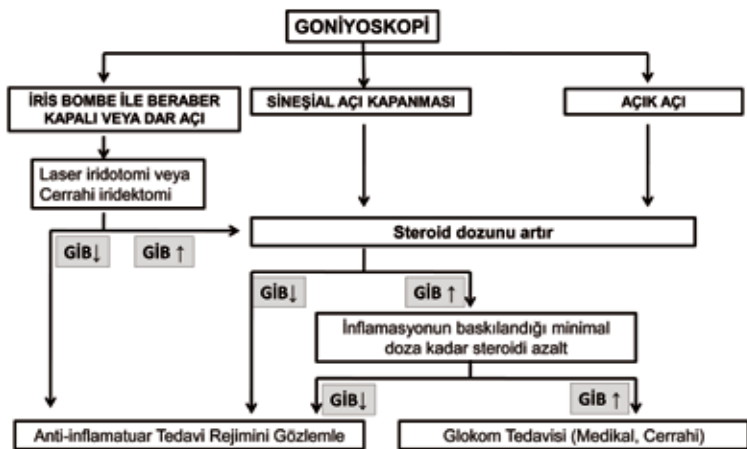 GONİYOSKOPİ
İRİS BOMBE İLE BERABER
KAPALI VEYA DAR AÇI
SİNEŞİAL AÇI KAPANMASI
AÇIK AÇI
Laser iridotomi veya
Cerrahi iridektomi
GİB↓
GİB ↑
Steroid dozunu artır
GİB↓
GİB ↑
İnflamasyonun baskılandığı minimal
doza kadar steroidi azalt
GİB↓
GİB ↑
Anti-inflamatuar Tedavi Rejimini Gözlemle
Glokom Tedavisi (Medikal, Cerrahi)